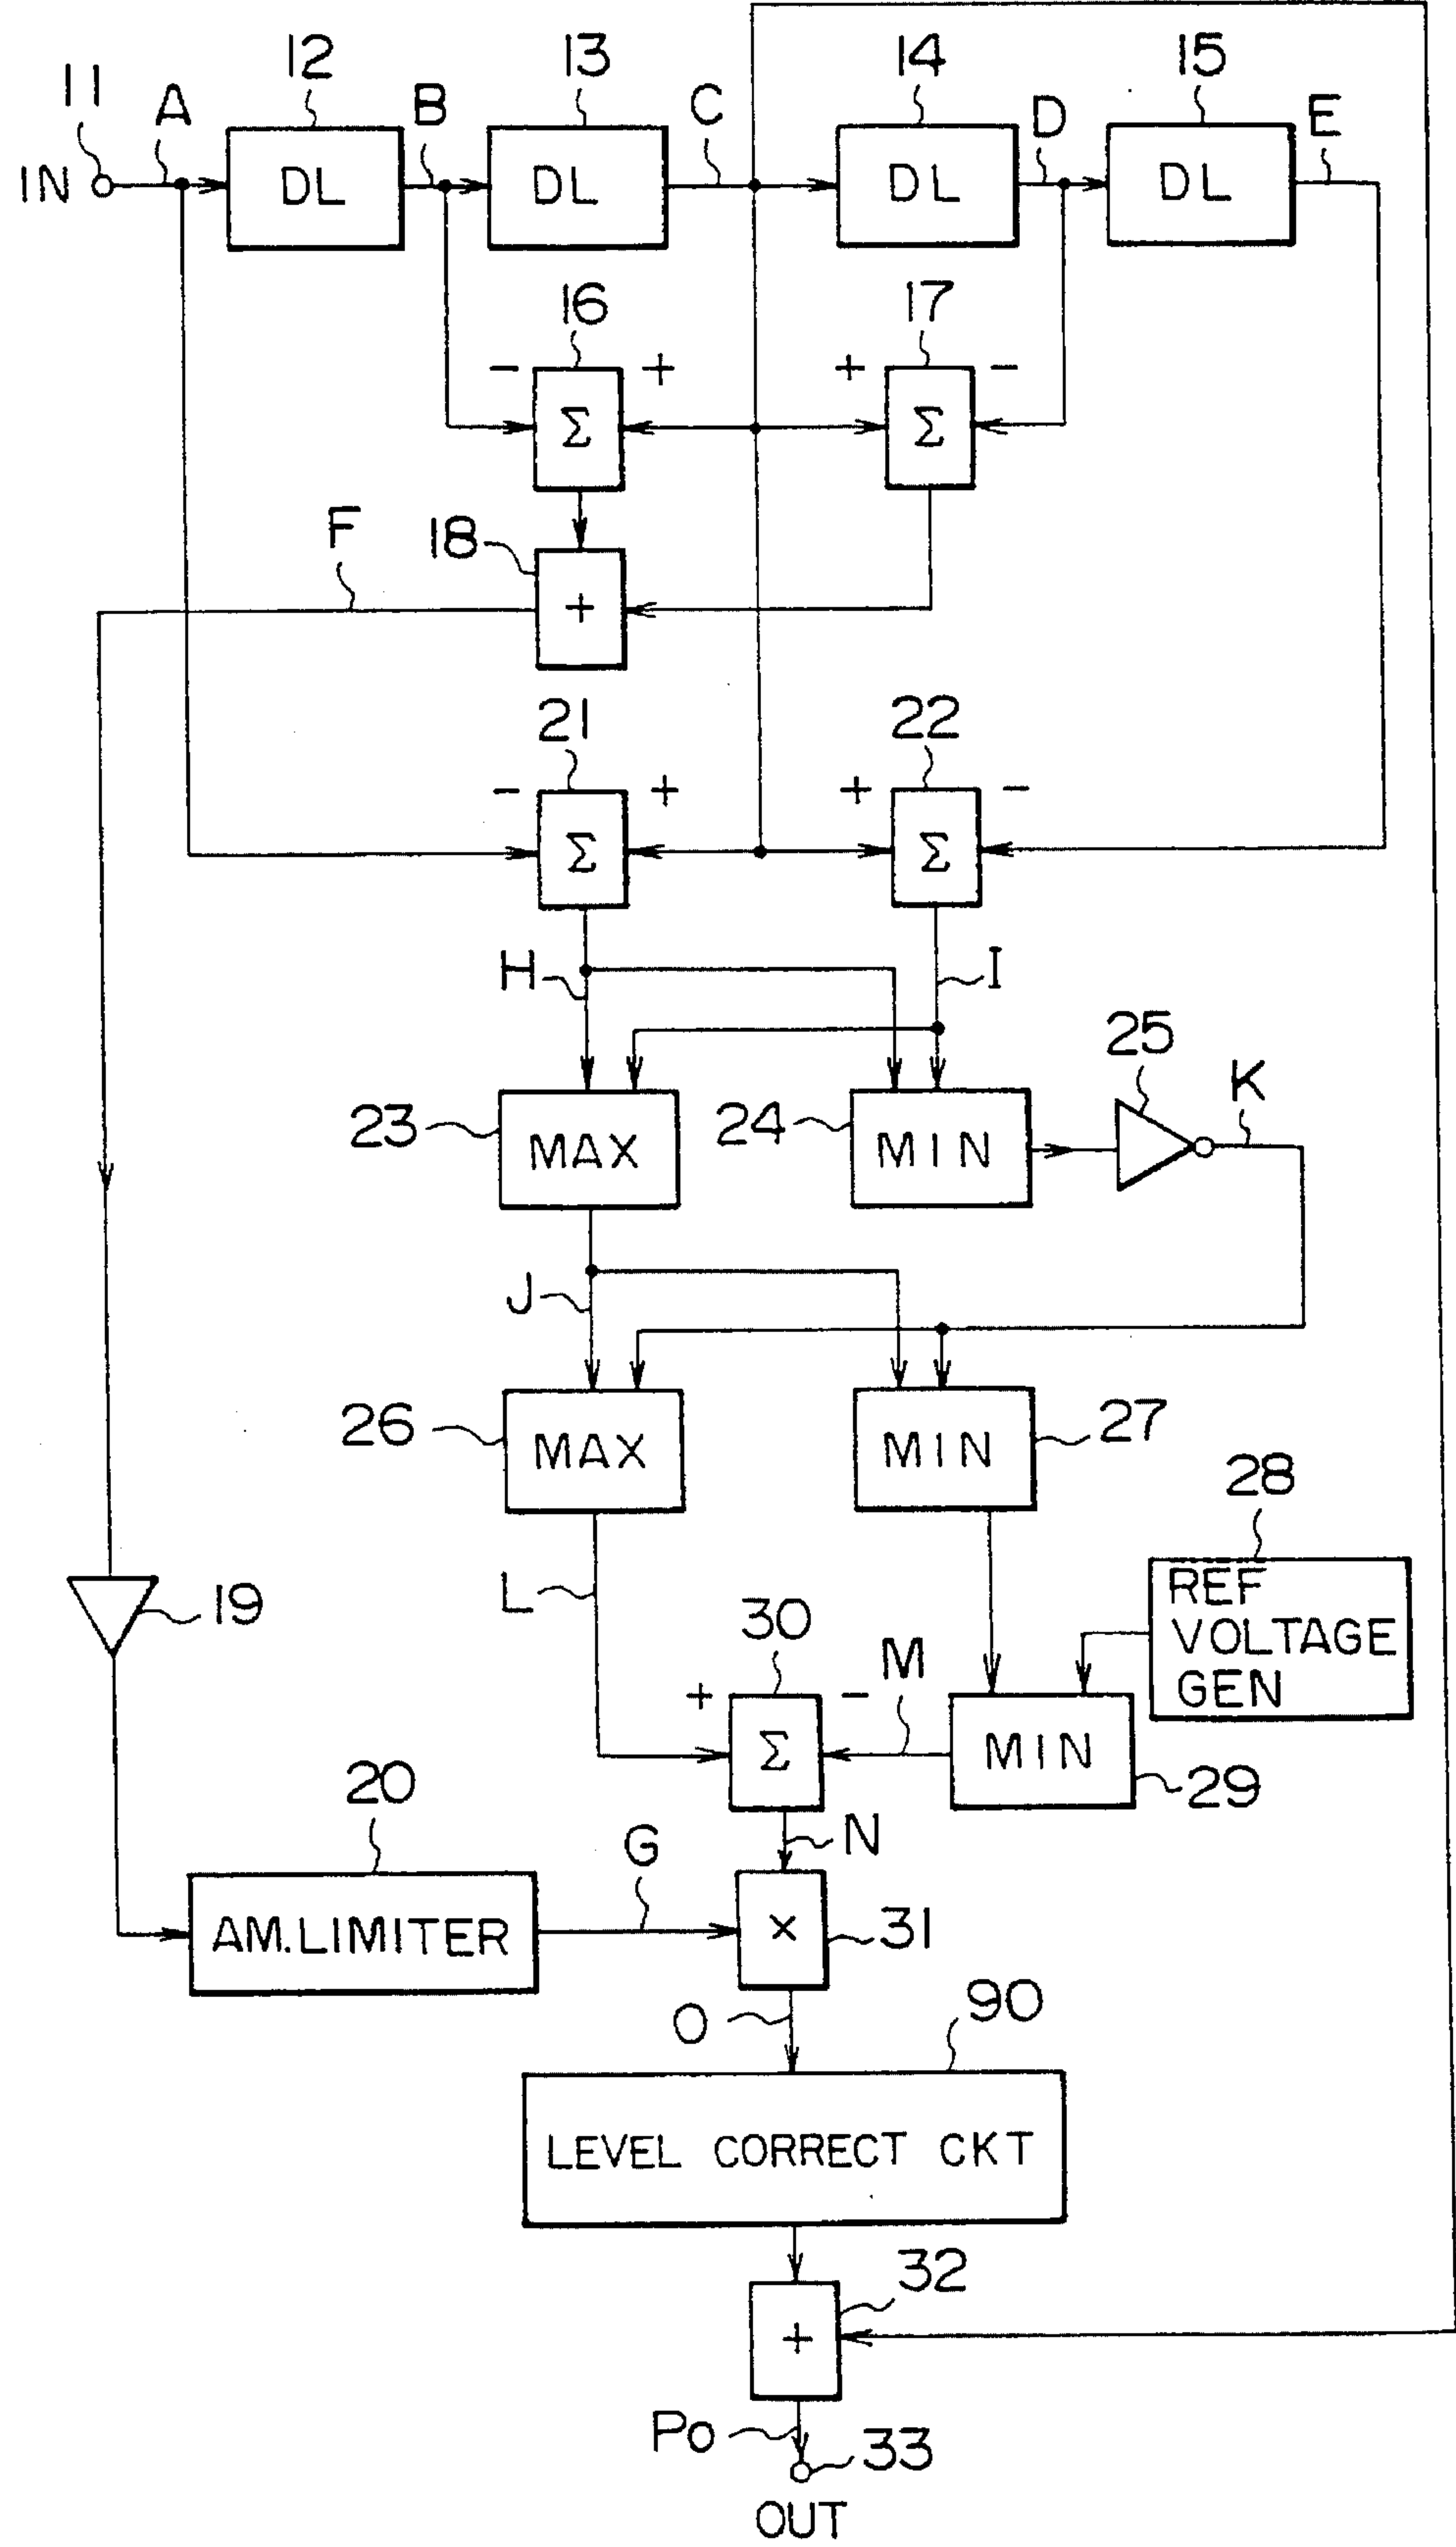 12 13 14 15
11 A B C D E
IN DL DL DL DL
16 17
- + + -
Σ Σ
F 18
+
21 22
- + + -
Σ Σ
H I
25 K
23 MAX 24 MIN
J
26 MAX MIN 27
28
REF
VOLTAGE
GEN
19 L 30 M
+ -
Σ MIN 29
20 G N
AM.LIMITER × 31
O 90
LEVEL CORRECT CKT
32
+
Po 33
OUT